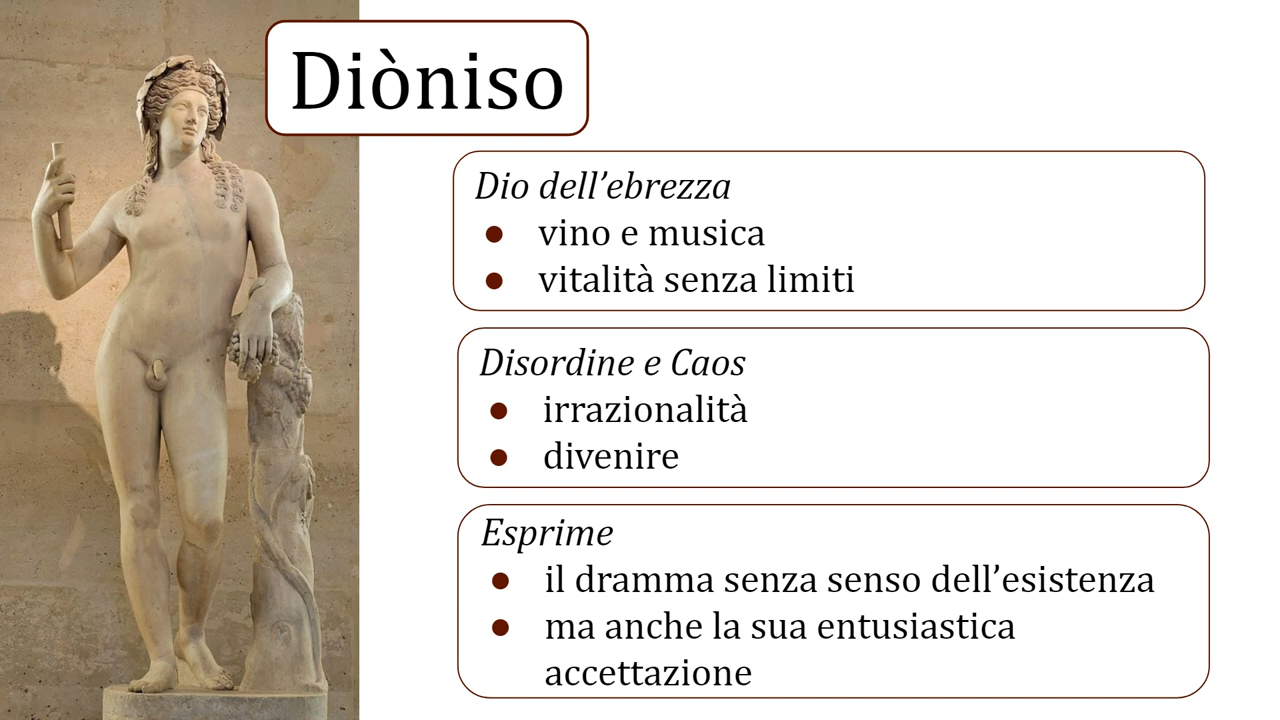 Diòniso
Dio dell’ebrezza
● vino e musica
● vitalità senza limiti
Disordine e Caos
● irrazionalità
● divenire
Esprime
● il dramma senza senso dell’esistenza
● ma anche la sua entusiastica
accettazione